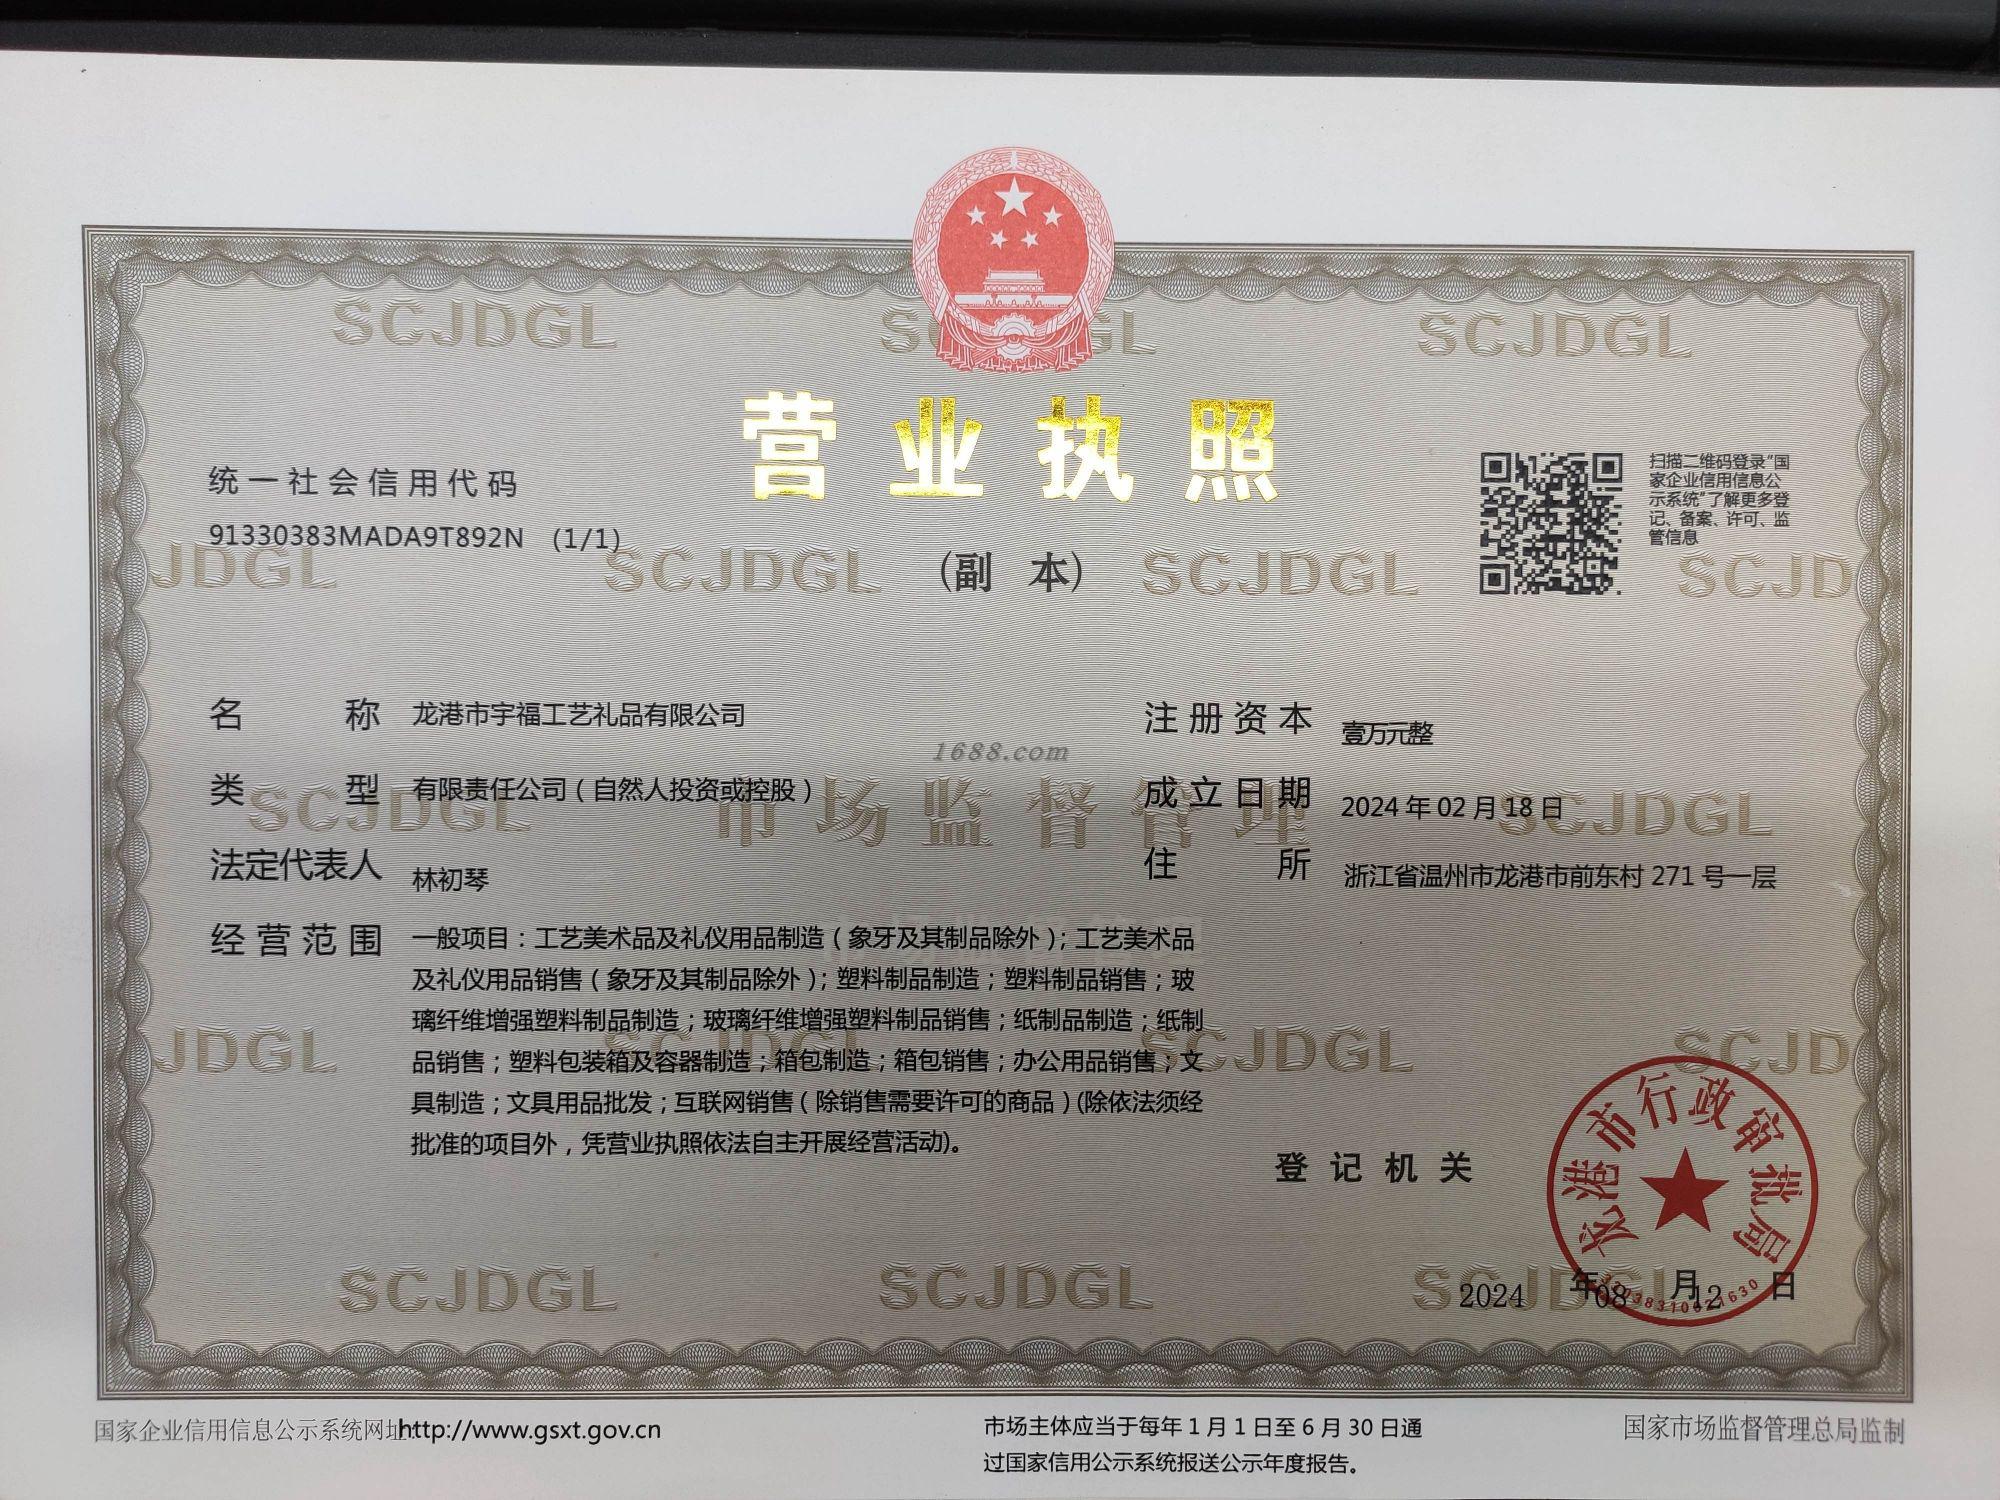 SCJDGL SCJDGL SCJDGL
营业执照
统一社会信用代码
91330383MADA9T892N (1/1)
(副 本)
扫描二维码登录“国
家企业信用信息公
示系统”了解更多登
记、备案、许可、监
管信息
JDGL SCJDGL SCJDGL SCJD
名 称 龙港市宇福工艺礼品有限公司
注册资本 壹万元整
1688.com
类 型 有限责任公司（自然人投资或控股）
成立日期 2024 年 02 月 18 日
SCJDGL 市场监督管理 SCJDGL
法定代表人 林初琴
住 所 浙江省温州市龙港市前东村 271 号一层
市场监督管理
经营范围 一般项目：工艺美术品及礼仪用品制造（象牙及其制品除外）；工艺美术品
及礼仪用品销售（象牙及其制品除外）；塑料制品制造；塑料制品销售；玻
璃纤维增强塑料制品制造；玻璃纤维增强塑料制品销售；纸制品制造；纸制
品销售；塑料包装箱及容器制造；箱包制造；箱包销售；办公用品销售；文
具制造；文具用品批发；互联网销售（除销售需要许可的商品）(除依法须经
批准的项目外，凭营业执照依法自主开展经营活动)。
JDGL SCJDGL SCJDGL SCJD
登记机关
龙港市行政审批局
2024 年 08 月 12 日
SCJDGL SCJDGL SCJDGL
国家企业信用信息公示系统网址:http://www.gsxt.gov.cn
市场主体应当于每年 1 月 1 日至 6 月 30 日通
过国家信用公示系统报送公示年度报告。
国家市场监督管理总局监制